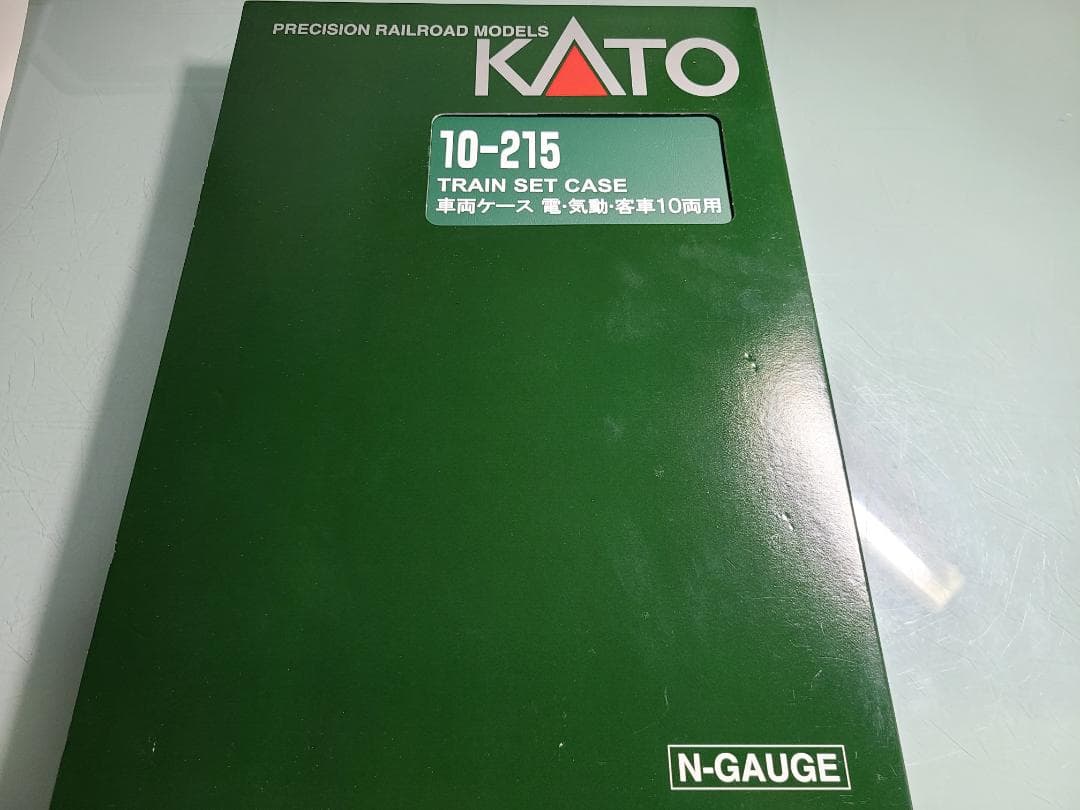 PRECISION RAILROAD MODELS
KATO
10-215
TRAIN SET CASE
車両ケース 電・気動・客車10両用
N-GAUGE